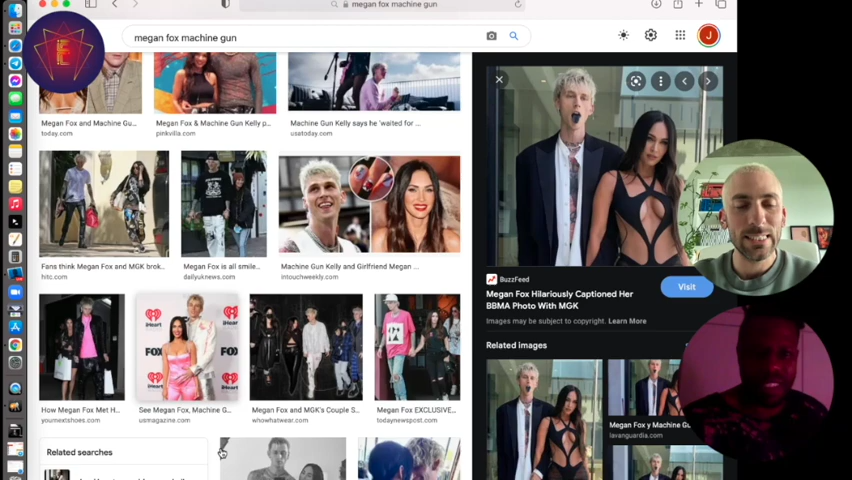 megan fox machine gun
megan fox machine gun
J
Megan Fox and Machine Gu...
today.com
Megan Fox & Machine Gun Kelly p...
pinkvilla.com
Machine Gun Kelly says he 'waited for ...
usatoday.com
Fans think Megan Fox and MGK brok...
hitc.com
Megan Fox is all smile...
dailyuknews.com
Machine Gun Kelly and Girlfriend Megan ...
intouchweekly.com
How Megan Fox Met H...
yournextshoes.com
iHeart
FOX
iHeart
See Megan Fox, Machine G...
usmagazine.com
Megan Fox and MGK's Couple S...
whowhatwear.com
Megan Fox EXCLUSIVE...
todaynewspost.com
Related searches
BuzzFeed
Visit
Megan Fox Hilariously Captioned Her
BBMA Photo With MGK
Images may be subject to copyright. Learn More
Related images
Megan Fox y Machine Gu
lavanguardia.com